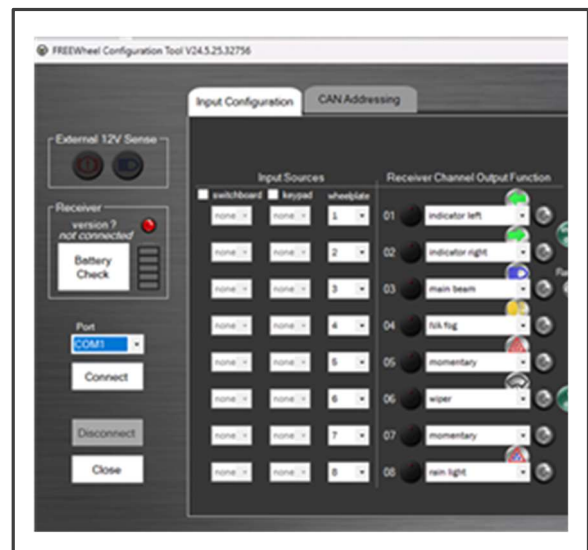 FREEWheel Configuration Tool V24.5.25.32756
Input Configuration
CAN Addressing
External 12V Sense
Input Sources
Receiver Channel Output Function
switchboard keypad wheelplate
Receiver
version ?
not connected
Battery
Check
none none 1 01 indicator left
none none 2 02 indicator right
none none 3 03 main beam
none none 4 04 IVA fog
none none 5 05 momentary
none none 6 06 wiper
none none 7 07 momentary
none none 8 08 rain light
Port
COM1
Connect
Disconnect
Close